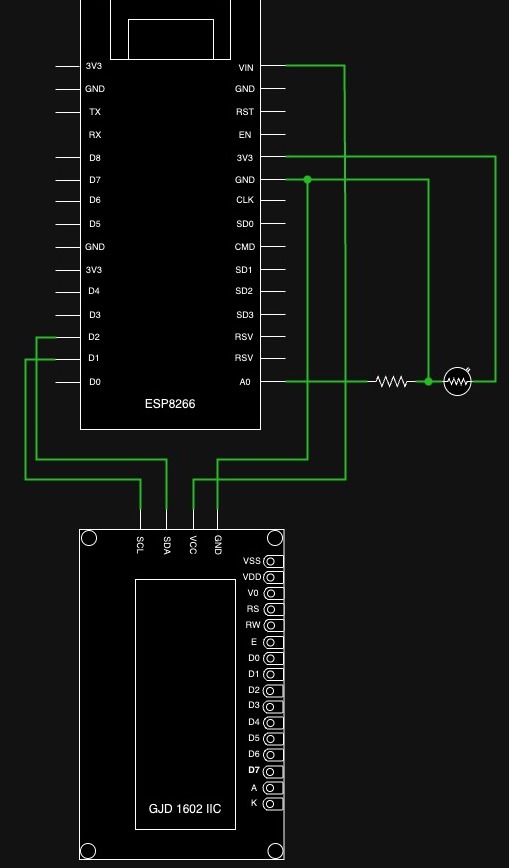 3V3
GND
TX
RX
D8
D7
D6
D5
GND
3V3
D4
D3
D2
D1
D0
VIN
GND
RST
EN
3V3
GND
CLK
SD0
CMD
SD1
SD2
SD3
RSV
RSV
A0
ESP8266
SCL
SDA
VCC
GND
VSS
VDD
V0
RS
RW
E
D0
D1
D2
D3
D4
D5
D6
D7
A
K
GJD 1602 IIC